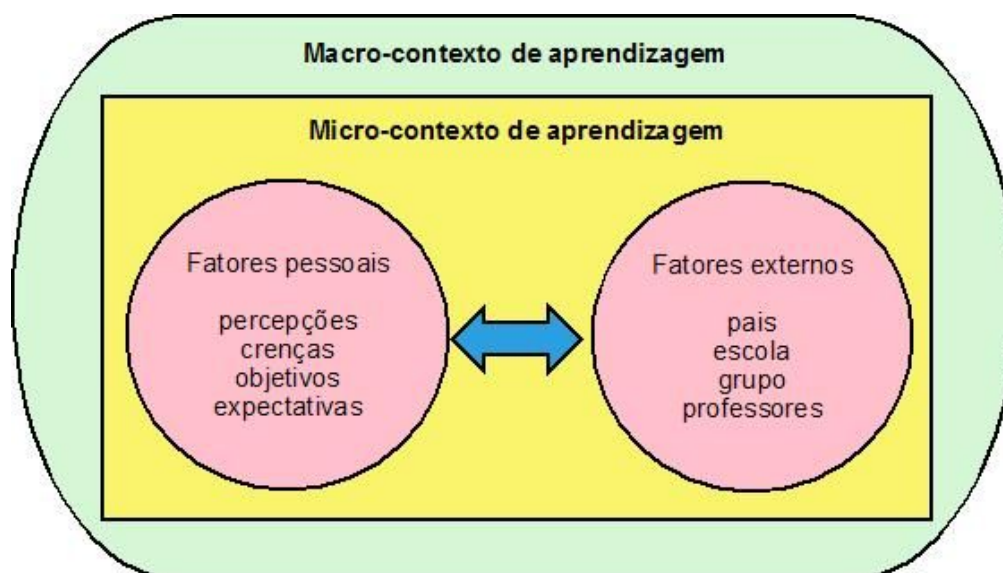 Macro-contexto de aprendizagem
Micro-contexto de aprendizagem
Fatores pessoais
percepções
crenças
objetivos
expectativas
Fatores externos
pais
escola
grupo
professores